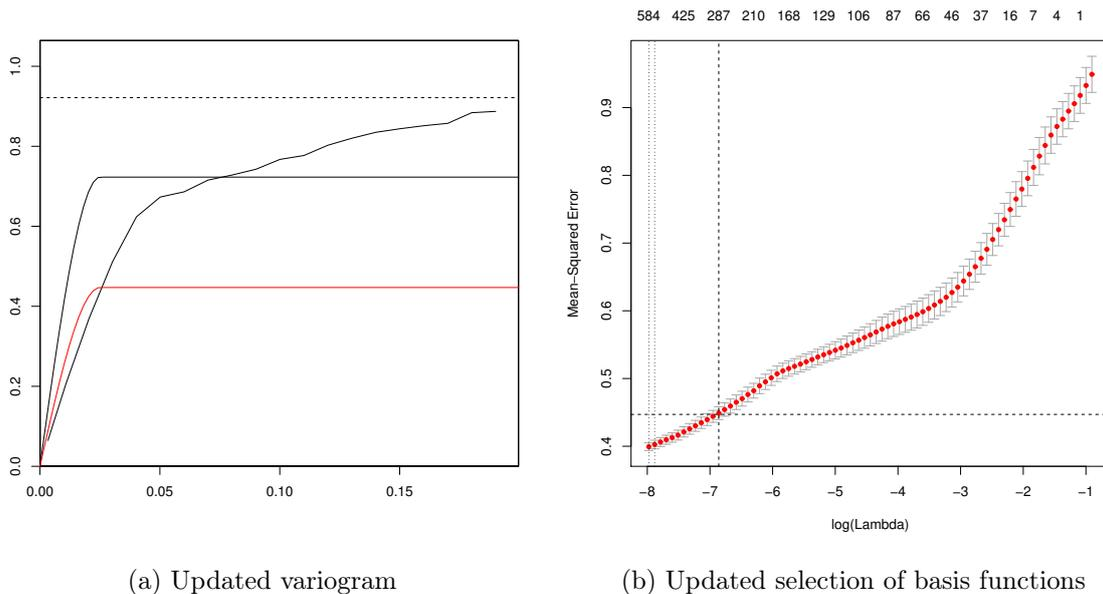 584 425 287 210 168 129 106 87 66 46 37 16 7 4 1
1.0
0.8
0.6
0.4
0.2
0.0
0.00 0.05 0.10 0.15
Mean−Squared Error
0.9
0.8
0.7
0.6
0.5
0.4
−8 −7 −6 −5 −4 −3 −2 −1
log(Lambda)
(a) Updated variogram
(b) Updated selection of basis functions